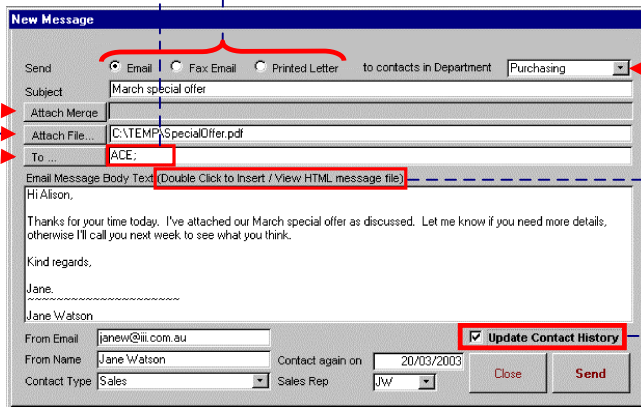 New Message
Send Email Fax Email Printed Letter to contacts in Department Purchasing
Subject March special offer
Attach Merge
Attach File... C:\TEMP\SpecialOffer.pdf
To ... ACE;
Email Message Body Text (Double Click to Insert / View HTML message file)
Hi Alison,
Thanks for your time today. I've attached our March special offer as discussed. Let me know if you need more details,
otherwise I'll call you next week to see what you think.
Kind regards,
Jane.
~~~~~~~~~~~~~~~~~~~~~~
Jane Watson
From Email janew@iii.com.au Update Contact History
From Name Jane Watson Contact again on 20/03/2003 Close Send
Contact Type Sales Sales Rep JW